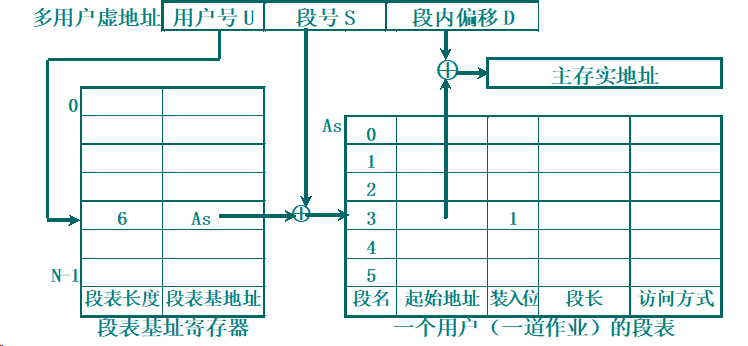 多用户虚地址 用户号U 段号S 段内偏移D
主存实地址
0
As
0
1
2
6 As 3 1
4
N-1 5
段表长度 段表基地址 段名 起始地址 装入位 段长 访问方式
段表基址寄存器 一个用户（一道作业）的段表